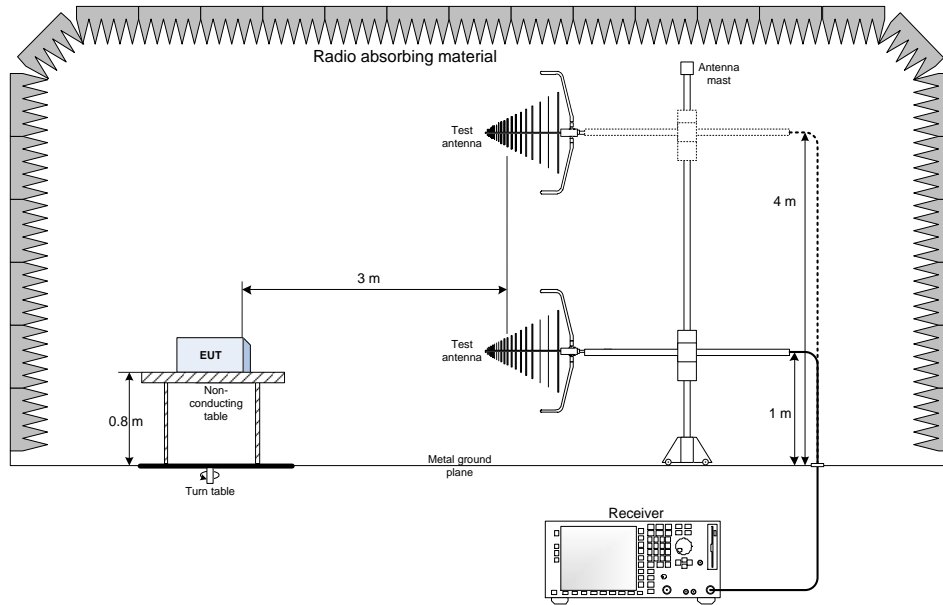 Radio absorbing material
Antenna
mast
Test
antenna
4 m
3 m
Test
antenna
EUT
Non-
conducting
table
0.8 m
1 m
Metal ground
plane
Turn table
Receiver